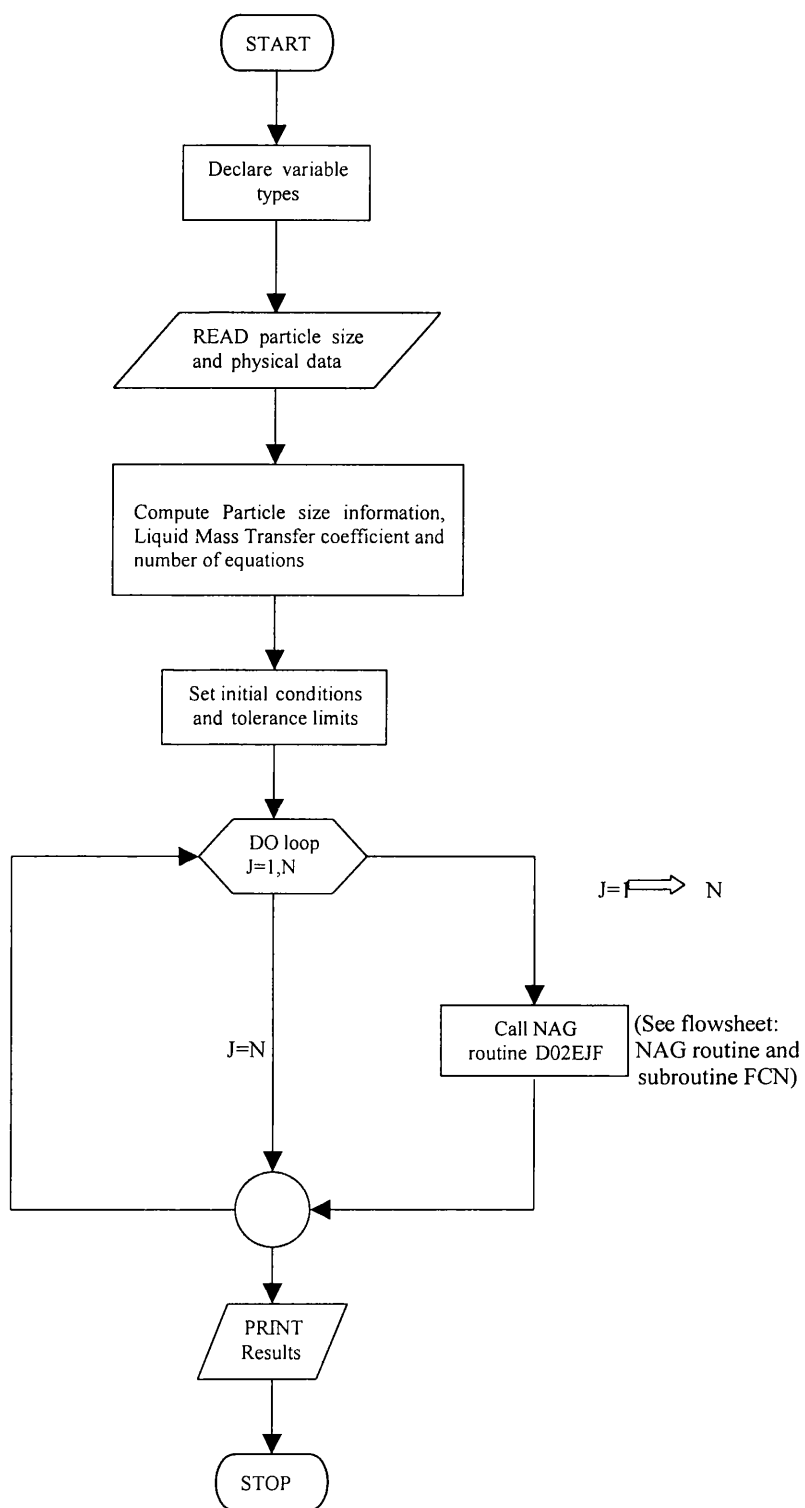 START
Declare variable
types
READ particle size
and physical data
Compute Particle size information,
Liquid Mass Transfer coefficient and
number of equations
Set initial conditions
and tolerance limits
DO loop
J=1,N
J=1 N
Call NAG
routine D02EJF
(See flowsheet:
NAG routine and
subroutine FCN)
J=N
PRINT
Results
STOP